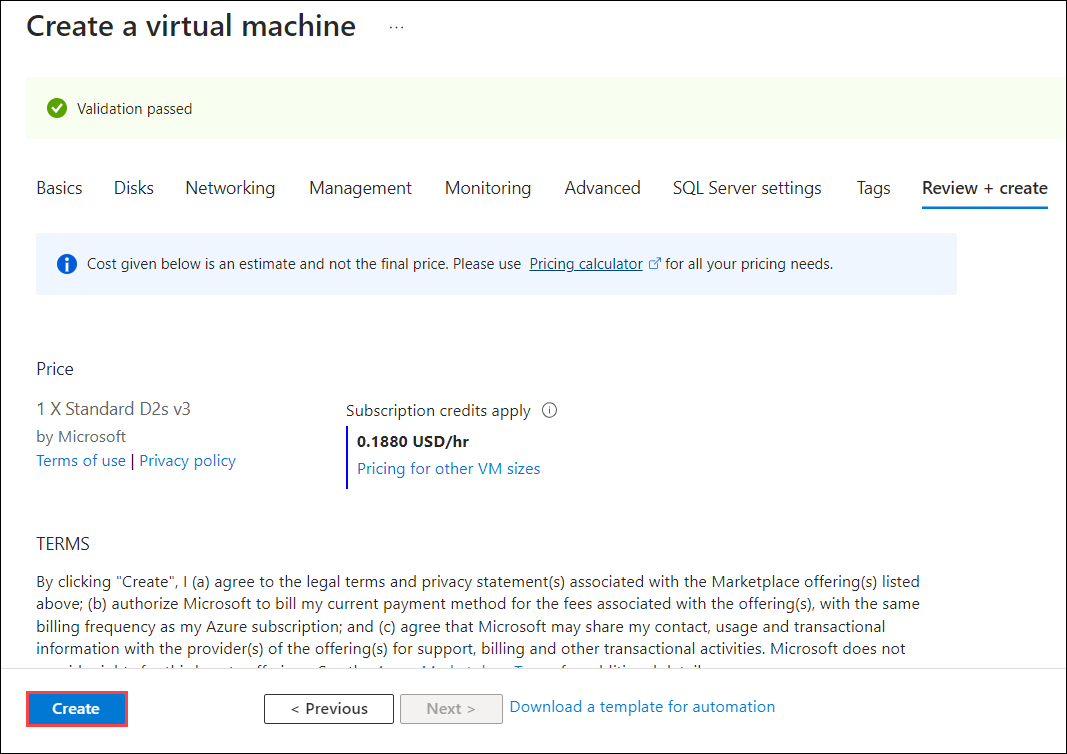 Create a virtual machine ...
Validation passed
Basics Disks Networking Management Monitoring Advanced SQL Server settings Tags Review + create
Cost given below is an estimate and not the final price. Please use Pricing calculator for all your pricing needs.
Price
1 X Standard D2s v3
by Microsoft
Terms of use | Privacy policy
Subscription credits apply
0.1880 USD/hr
Pricing for other VM sizes
TERMS
By clicking "Create", I (a) agree to the legal terms and privacy statement(s) associated with the Marketplace offering(s) listed
above; (b) authorize Microsoft to bill my current payment method for the fees associated with the offering(s), with the same
billing frequency as my Azure subscription; and (c) agree that Microsoft may share my contact, usage and transactional
information with the provider(s) of the offering(s) for support, billing and other transactional activities. Microsoft does not
Create
< Previous
Next >
Download a template for automation